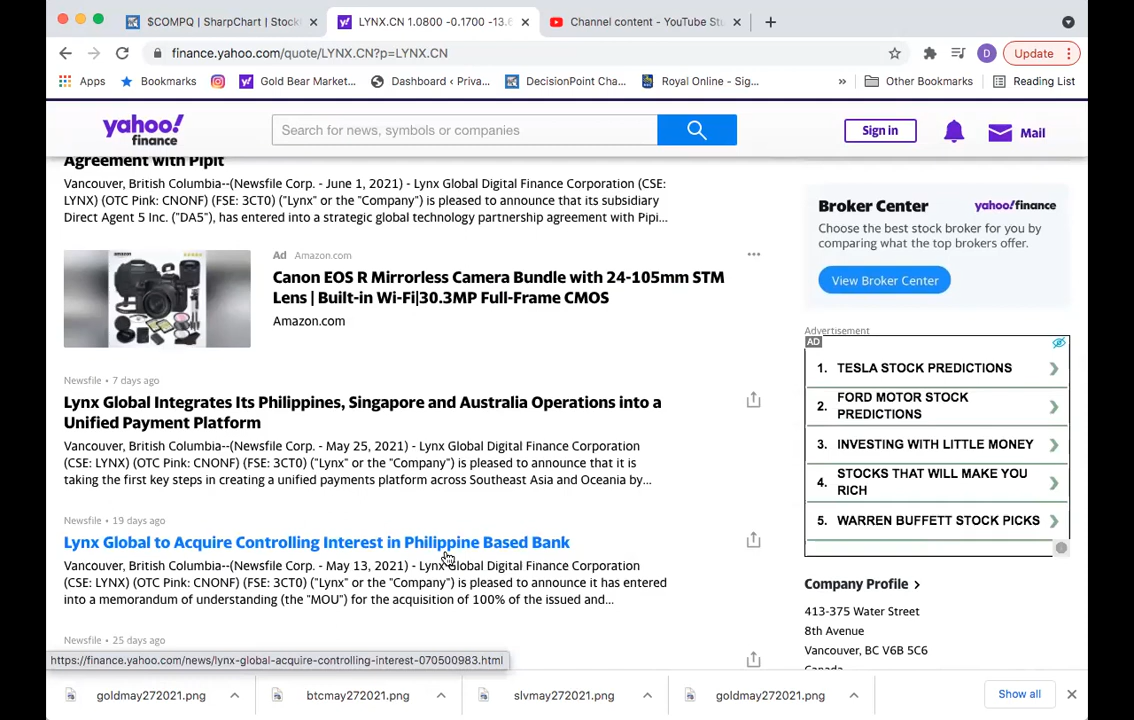 $COMPQ | SharpChart | Stock
LYNX.CN 1.0800 -0.1700 -13.6
Channel content - YouTube Stu
finance.yahoo.com/quote/LYNX.CN?p=LYNX.CN
D
Update
Apps
Bookmarks
Gold Bear Market...
Dashboard ‹ Priva...
DecisionPoint Cha...
Royal Online - Sig...
»
Other Bookmarks
Reading List
yahoo!
finance
Search for news, symbols or companies
Sign in
Mail
Agreement with Pipit
Vancouver, British Columbia--(Newsfile Corp. - June 1, 2021) - Lynx Global Digital Finance Corporation (CSE:
LYNX) (OTC Pink: CNONF) (FSE: 3CT0) ("Lynx" or the "Company") is pleased to announce that its subsidiary
Direct Agent 5 Inc. ("DA5"), has entered into a strategic global technology partnership agreement with Pipi...
Ad Amazon.com
Canon EOS R Mirrorless Camera Bundle with 24-105mm STM
Lens | Built-in Wi-Fi|30.3MP Full-Frame CMOS
Amazon.com
Newsfile • 7 days ago
Lynx Global Integrates Its Philippines, Singapore and Australia Operations into a
Unified Payment Platform
Vancouver, British Columbia--(Newsfile Corp. - May 25, 2021) - Lynx Global Digital Finance Corporation
(CSE: LYNX) (OTC Pink: CNONF) (FSE: 3CT0) ("Lynx" or the "Company") is pleased to announce that it is
taking the first key steps in creating a unified payments platform across Southeast Asia and Oceania by...
Newsfile • 19 days ago
Lynx Global to Acquire Controlling Interest in Philippine Based Bank
Vancouver, British Columbia--(Newsfile Corp. - May 13, 2021) - Lynx Global Digital Finance Corporation
(CSE: LYNX) (OTC Pink: CNONF) (FSE: 3CT0) ("Lynx" or the "Company") is pleased to announce it has entered
into a memorandum of understanding (the "MOU") for the acquisition of 100% of the issued and...
Newsfile • 25 days ago
Broker Center
yahoo!finance
Choose the best stock broker for you by
comparing what the top brokers offer.
View Broker Center
Advertisement
AD
1. TESLA STOCK PREDICTIONS
2. FORD MOTOR STOCK
PREDICTIONS
3. INVESTING WITH LITTLE MONEY
4. STOCKS THAT WILL MAKE YOU
RICH
5. WARREN BUFFETT STOCK PICKS
Company Profile
413-375 Water Street
8th Avenue
Vancouver, BC V6B 5C6
Canada
https://finance.yahoo.com/news/lynx-global-acquire-controlling-interest-070500983.html
goldmay272021.png
btcmay272021.png
slvmay272021.png
goldmay272021.png
Show all